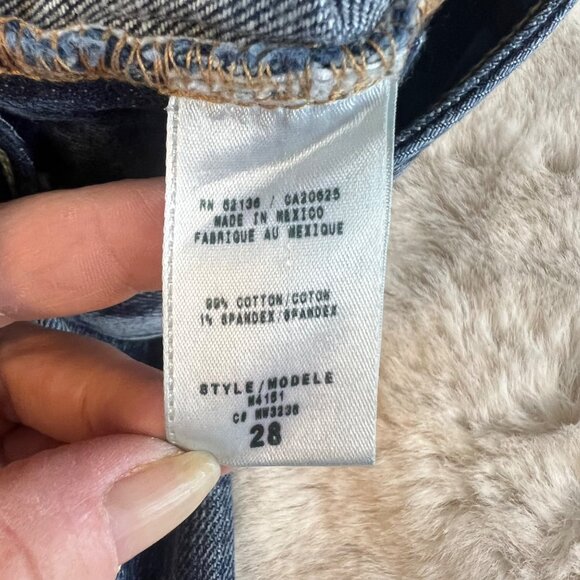 RN 62136 / CA20625
MADE IN MEXICO
FABRIQUE AU MEXIQUE
99% COTTON/COTON
1% SPANDEX/SPANDEX
STYLE/MODELE
M4151
C# MW3236
28